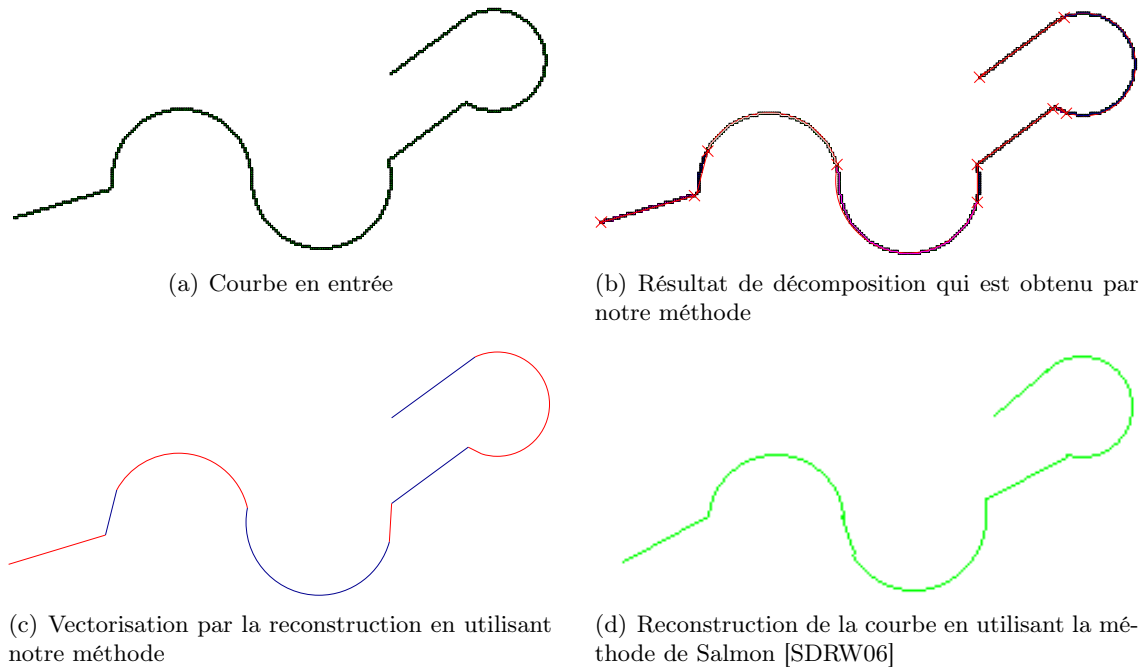 (a) Courbe en entrée
(b) Résultat de décomposition qui est obtenu par
notre méthode
(c) Vectorisation par la reconstruction en utilisant
notre méthode
(d) Reconstruction de la courbe en utilisant la mé-
thode de Salmon [SDRW06]